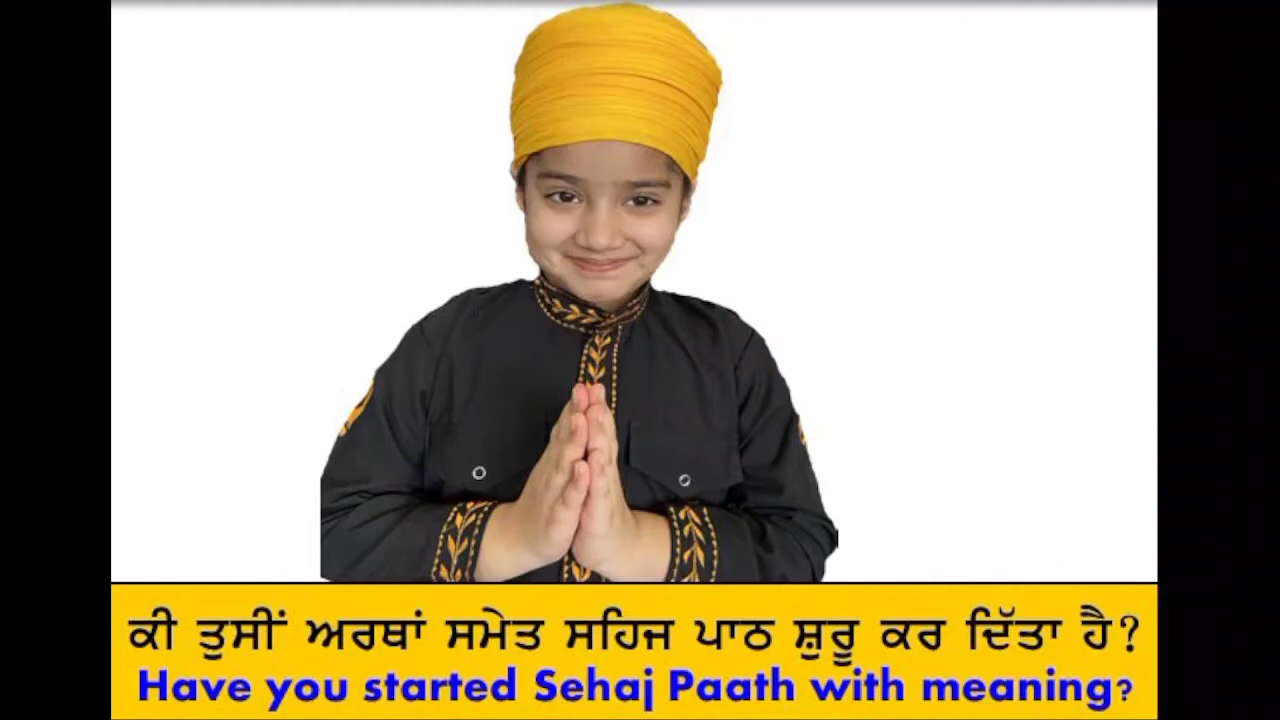 ਕੀ ਤੁਸੀਂ ਅਰਥਾਂ ਸਮੇਤ ਸਹਿਜ ਪਾਠ ਸ਼ੁਰੂ ਕਰ ਦਿੱਤਾ ਹੈ?
Have you started Sehaj Paath with meaning?